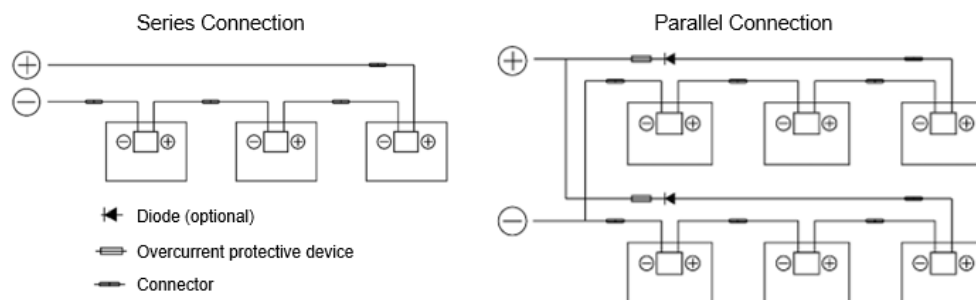 Series Connection
Parallel Connection
Diode (optional)
Overcurrent protective device
Connector